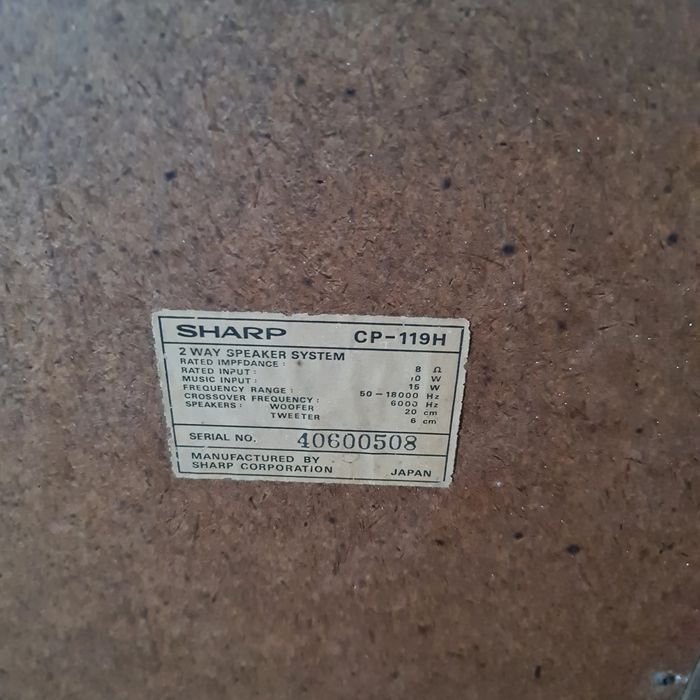 SHARP CP-119H
2 WAY SPEAKER SYSTEM
RATED IMPEDANCE : 8 Ω
RATED INPUT : 10 W
MUSIC INPUT : 15 W
FREQUENCY RANGE : 50 – 18000 Hz
CROSSOVER FREQUENCY : 6000 Hz
SPEAKERS : WOOFER 20 cm
TWEETER 6 cm
SERIAL NO. 40600508
MANUFACTURED BY
SHARP CORPORATION JAPAN